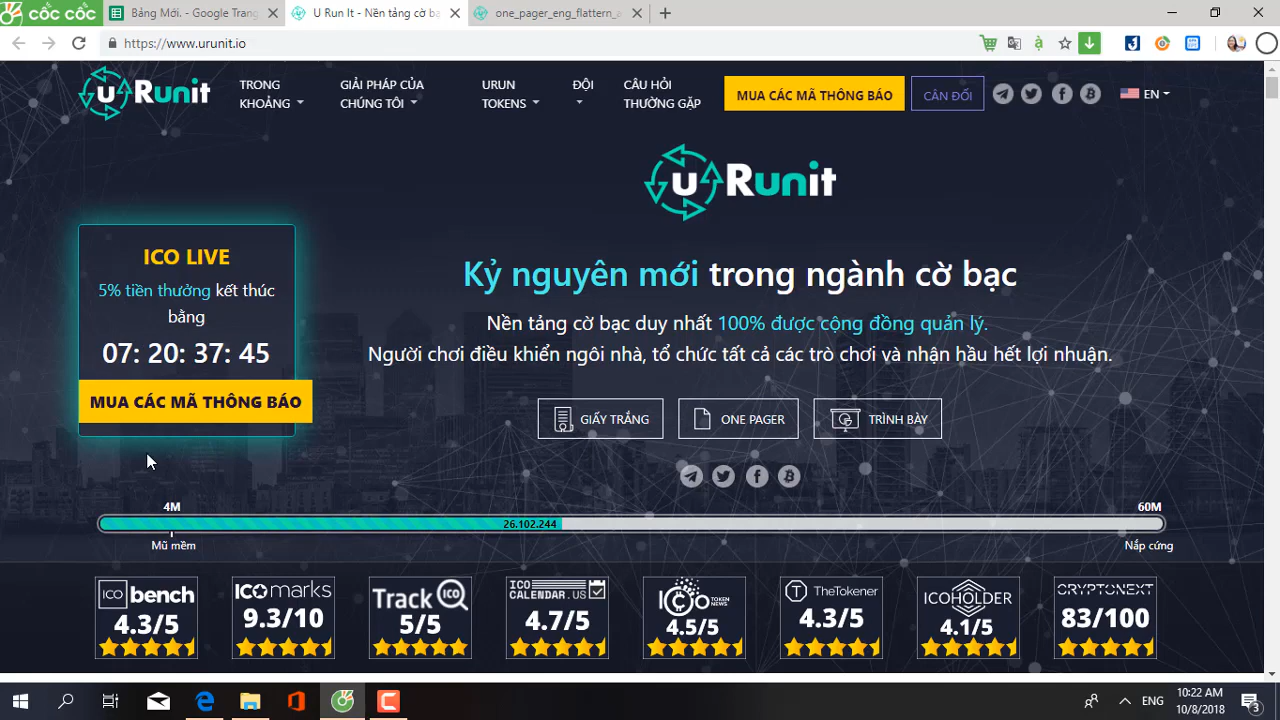 cốc cốc
Bảng Mới. - Google Trang
U Run It - Nền tảng cờ bạ
one_pager_eng_flattern_a
https://www.urunit.io
uRunit
TRONG KHOẢNG
GIẢI PHÁP CỦA CHÚNG TÔI
URUN TOKENS
ĐỘI
CÂU HỎI THƯỜNG GẶP
MUA CÁC MÃ THÔNG BÁO
CÂN ĐỐI
EN
uRunit
ICO LIVE
5% tiền thưởng kết thúc
bằng
07: 20: 37: 45
MUA CÁC MÃ THÔNG BÁO
Kỷ nguyên mới trong ngành cờ bạc
Nền tảng cờ bạc duy nhất 100% được cộng đồng quản lý.
Người chơi điều khiển ngôi nhà, tổ chức tất cả các trò chơi và nhận hầu hết lợi nhuận.
GIẤY TRẮNG
ONE PAGER
TRÌNH BÀY
4M
60M
26.102.244
Mũ mềm
Nắp cứng
ICO bench
4.3/5
ICOmarks
9.3/10
Track ICO
5/5
ICO CALENDAR.US
4.7/5
ICO TOKEN NEWS
4.5/5
TheTokener
4.3/5
ICOHOLDER
4.1/5
CRYPTONEXT
83/100
ENG
10:22 AM
10/8/2018
3